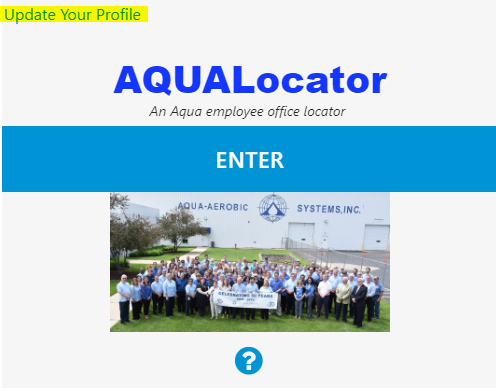 Update Your Profile
AQUALocator
An Aqua employee office locator
ENTER
AQUA-AEROBIC SYSTEMS, INC.
CELEBRATING 50 YEARS
?